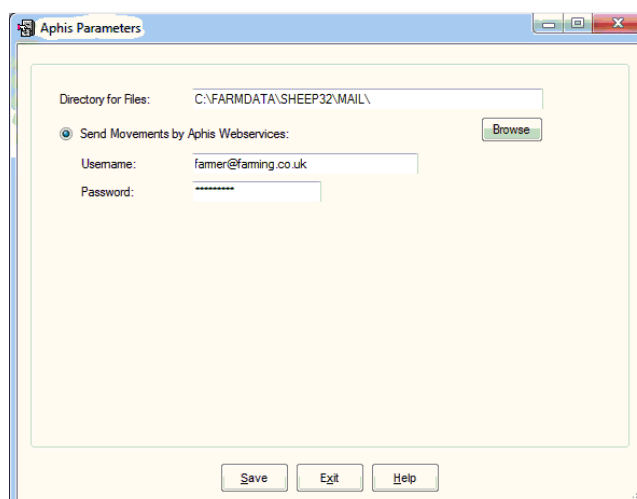 Aphis Parameters
Directory for Files: C:\FARMDATA\SHEEP32\MAIL\
Send Movements by Aphis Webservices: Browse
Username: farmer@farming.co.uk
Password: *********
Save Exit Help